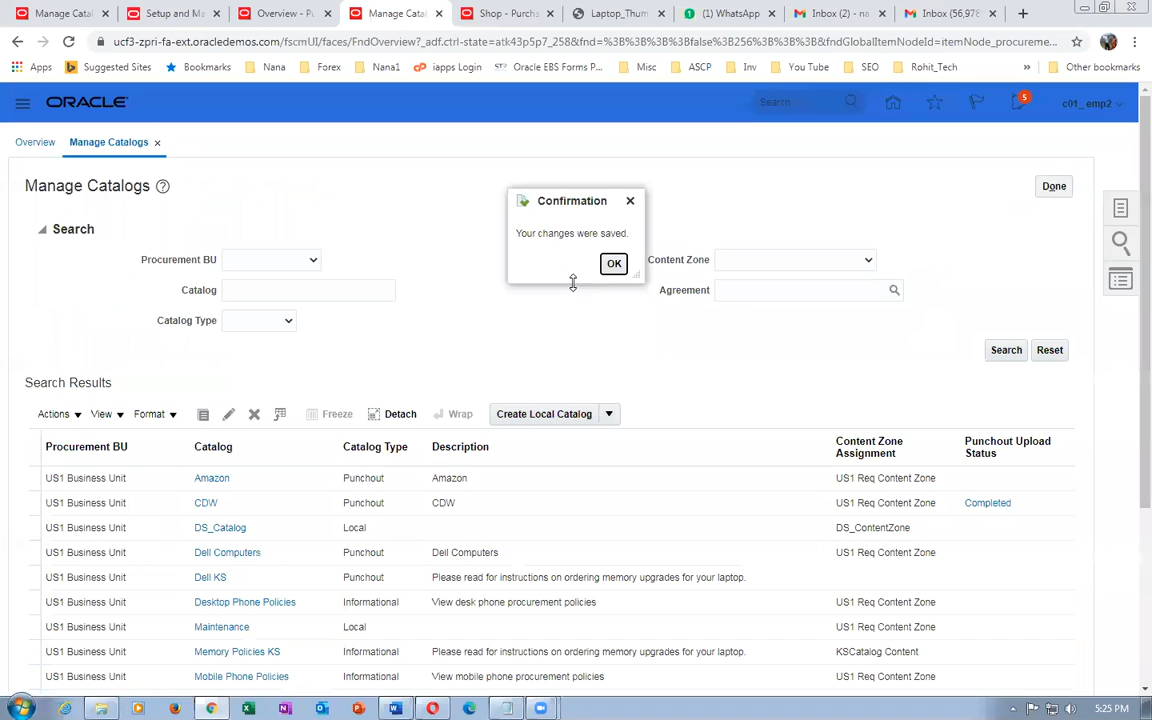 Manage Catal
Setup and Ma
Overview - Pu
Manage Catal
Shop - Purcha
Laptop_Thum
(1) WhatsApp
Inbox (2) - na
Inbox (56,978
ucf3-zpri-fa-ext.oracledemos.com/fscmUI/faces/FndOverview?_adf.ctrl-state=atk43p5p7_258&fnd=%3B%3B%3B%3Bfalse%3B256%3B%3B%3B&fndGlobalItemNodeId=itemNode_procureme...
Apps Suggested Sites Bookmarks Nana Forex Nana1 iapps Login Oracle EBS Forms P... Misc ASCP Inv You Tube SEO Rohit_Tech » Other bookmarks
ORACLE Search 5 c01_emp2
Overview Manage Catalogs
Manage Catalogs Done
Confirmation
Your changes were saved.
OK
Search
Procurement BU Content Zone
Catalog Agreement
Catalog Type
Search Reset
Search Results
Actions View Format Freeze Detach Wrap Create Local Catalog
Procurement BU Catalog Catalog Type Description Content Zone Assignment Punchout Upload Status
US1 Business Unit Amazon Punchout Amazon US1 Req Content Zone
US1 Business Unit CDW Punchout CDW US1 Req Content Zone Completed
US1 Business Unit DS_Catalog Local DS_ContentZone
US1 Business Unit Dell Computers Punchout Dell Computers US1 Req Content Zone
US1 Business Unit Dell KS Punchout Please read for instructions on ordering memory upgrades for your laptop.
US1 Business Unit Desktop Phone Policies Informational View desk phone procurement policies US1 Req Content Zone
US1 Business Unit Maintenance Local US1 Req Content Zone
US1 Business Unit Memory Policies KS Informational Please read for instructions on ordering memory upgrades for your laptop. KSCatalog Content
US1 Business Unit Mobile Phone Policies Informational View mobile phone procurement policies US1 Req Content Zone
5:25 PM